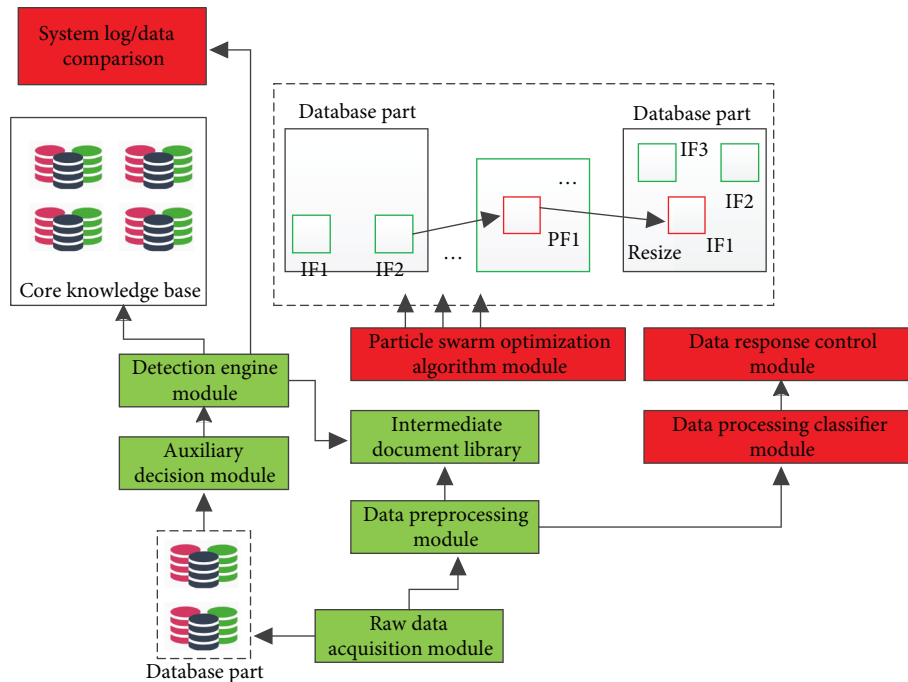 System log/data
comparison
Database part
Database part
IF3
IF2
...
PF1
IF1
Resize
IF1
IF2
...
Core knowledge base
Particle swarm optimization
algorithm module
Data response control
module
Detection engine
module
Intermediate
document library
Data processing classifier
module
Auxiliary
decision module
Data preprocessing
module
Raw data
acquisition module
Database part